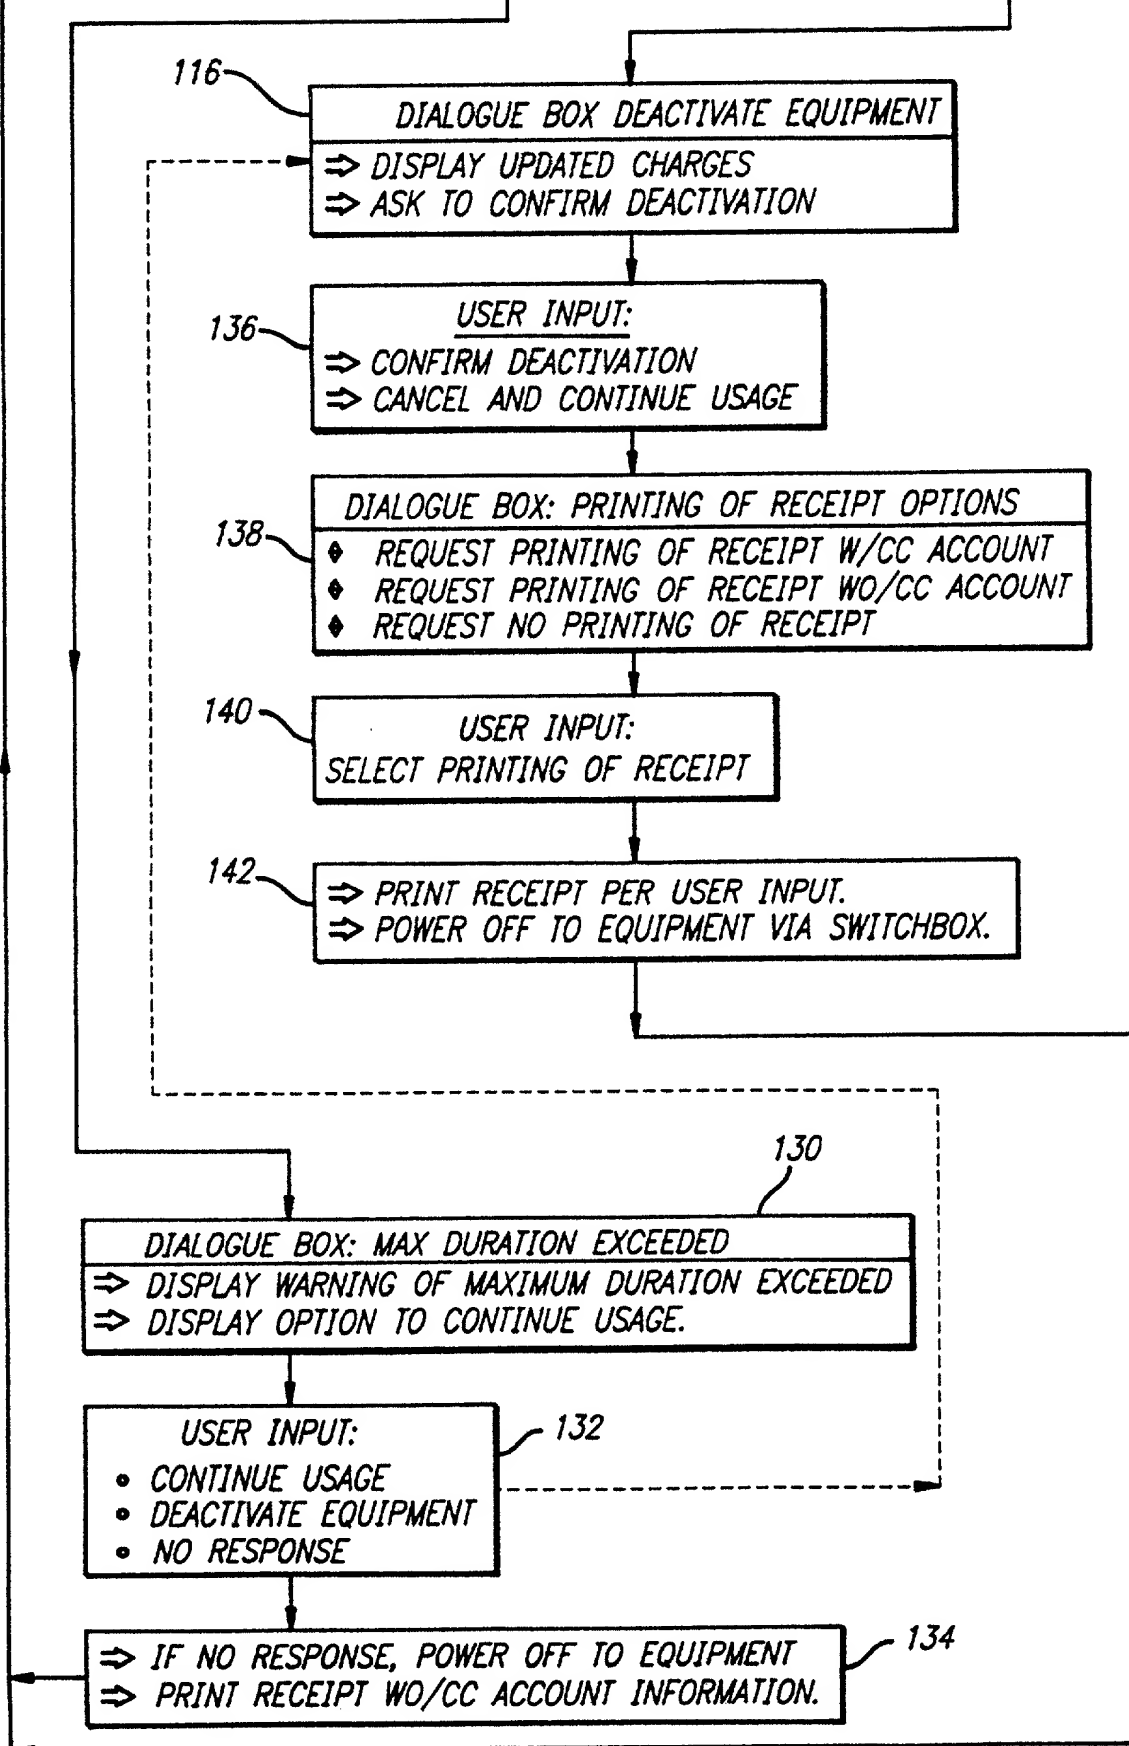 116
DIALOGUE BOX DEACTIVATE EQUIPMENT
⇒ DISPLAY UPDATED CHARGES
⇒ ASK TO CONFIRM DEACTIVATION
136
USER INPUT:
⇒ CONFIRM DEACTIVATION
⇒ CANCEL AND CONTINUE USAGE
138
DIALOGUE BOX: PRINTING OF RECEIPT OPTIONS
♦ REQUEST PRINTING OF RECEIPT W/CC ACCOUNT
♦ REQUEST PRINTING OF RECEIPT WO/CC ACCOUNT
♦ REQUEST NO PRINTING OF RECEIPT
140
USER INPUT:
SELECT PRINTING OF RECEIPT
142
⇒ PRINT RECEIPT PER USER INPUT.
⇒ POWER OFF TO EQUIPMENT VIA SWITCHBOX.
130
DIALOGUE BOX: MAX DURATION EXCEEDED
⇒ DISPLAY WARNING OF MAXIMUM DURATION EXCEEDED
⇒ DISPLAY OPTION TO CONTINUE USAGE.
132
USER INPUT:
• CONTINUE USAGE
• DEACTIVATE EQUIPMENT
• NO RESPONSE
134
⇒ IF NO RESPONSE, POWER OFF TO EQUIPMENT
⇒ PRINT RECEIPT WO/CC ACCOUNT INFORMATION.